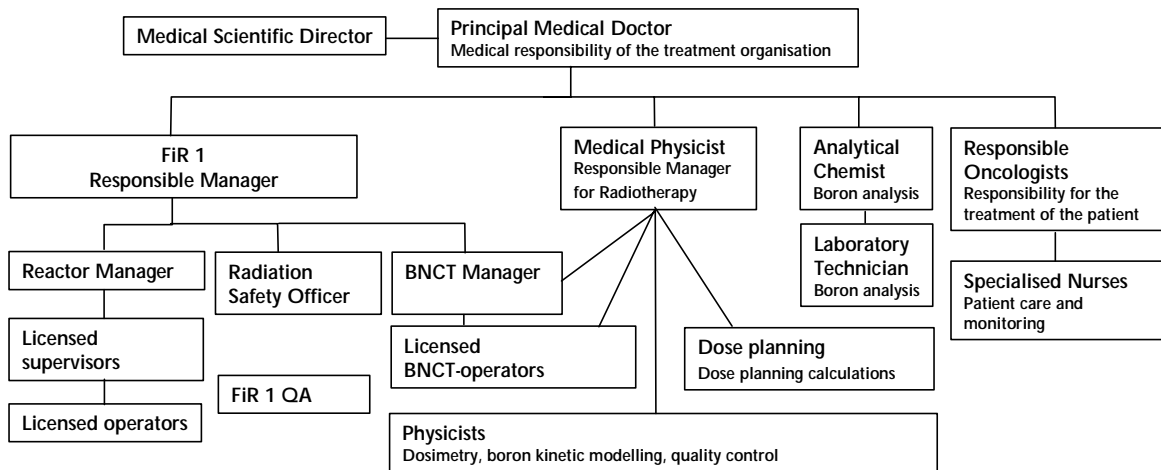 Medical Scientific Director
Principal Medical Doctor
Medical responsibility of the treatment organisation
FiR 1
Responsible Manager
Medical Physicist
Responsible Manager
for Radiotherapy
Analytical
Chemist
Boron analysis
Responsible
Oncologists
Responsibility for the
treatment of the patient
Reactor Manager
Radiation
Safety Officer
BNCT Manager
Laboratory
Technician
Boron analysis
Specialised Nurses
Patient care and
monitoring
Licensed
supervisors
Licensed
BNCT-operators
Dose planning
Dose planning calculations
FiR 1 QA
Licensed operators
Physicists
Dosimetry, boron kinetic modelling, quality control